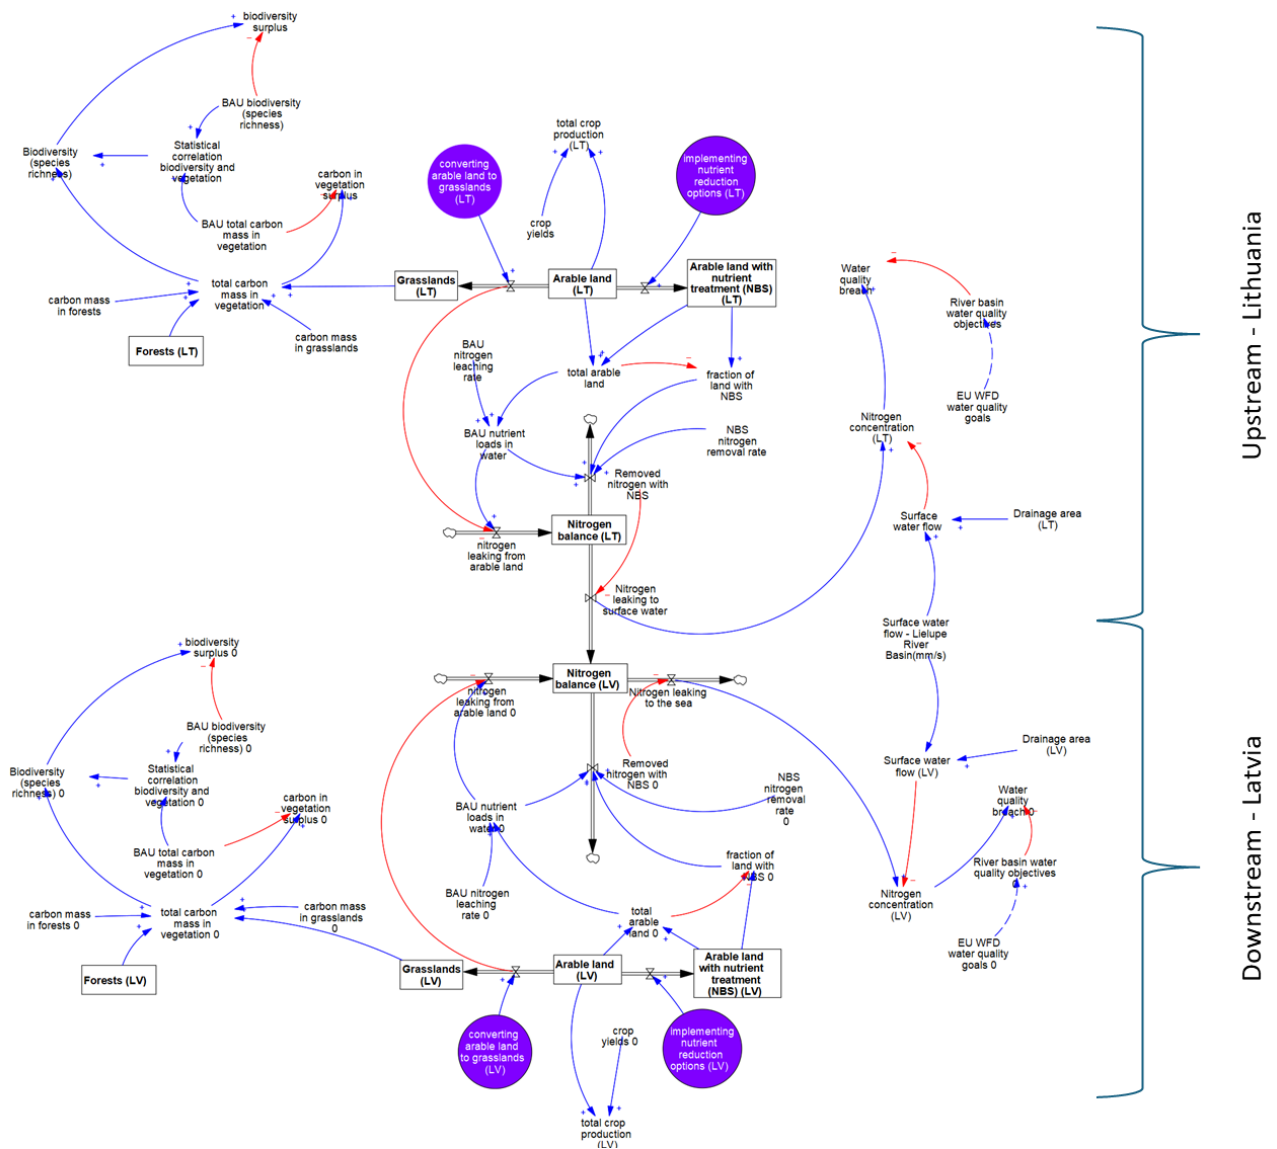 biodiversity
surplus
BAU biodiversity
(species
richness)
Biodiversity
(species
richness)
Statistical
correlation
biodiversity and
vegetation
carbon in
vegetation
surplus
BAU total carbon
mass in
vegetation
total carbon
mass in
vegetation
carbon mass
in forests
carbon mass
in grasslands
Forests (LT)
converting
arable land to
grasslands
(LT)
total crop
production
(LT)
implementing
nutrient
reduction
options (LT)
crop
yields
Grasslands
(LT)
Arable land
(LT)
Arable land with
nutrient
treatment (NBS)
(LT)
BAU
nitrogen
leaching
rate
total arable
land
fraction of
land with
NBS
BAU nutrient
loads in
water
NBS
nitrogen
removal rate
Removed
nitrogen with
NBS
Nitrogen
balance (LT)
nitrogen
leaking from
arable land
Nitrogen
leaking to
surface water
Water
quality
breach
River basin
water quality
objectives
EU WFD
water quality
goals
Nitrogen
concentration
(LT)
Surface
water flow
Drainage area
(LT)
Surface water
flow - Lielupe
River
Basin(mm/s)
Upstream - Lithuania
biodiversity
surplus 0
BAU biodiversity
(species
richness) 0
Biodiversity
(species
richness) 0
Statistical
correlation
biodiversity and
vegetation 0
carbon in
vegetation
surplus 0
BAU total carbon
mass in
vegetation 0
carbon mass
in forests 0
total carbon
mass in
vegetation 0
carbon mass
in grasslands
0
Forests (LV)
Nitrogen
balance (LV)
nitrogen
leaking from
arable land 0
Nitrogen leaking
to the sea
Removed
nitrogen with
NBS 0
NBS
nitrogen
removal
rate
0
BAU nutrient
loads in
water 0
BAU nitrogen
leaching
rate 0
fraction of
land with
NBS 0
total
arable
land 0
Grasslands
(LV)
Arable land
(LV)
Arable land
with nutrient
treatment
(NBS) (LV)
converting
arable land
to grasslands
(LV)
crop
yields 0
implementing
nutrient
reduction
options (LV)
total crop
production
(LV)
Surface water
flow (LV)
Drainage area
(LV)
Water
quality
breach 0
River basin water
quality objectives
0
Nitrogen
concentration
(LV)
EU WFD
water quality
goals 0
Downstream - Latvia